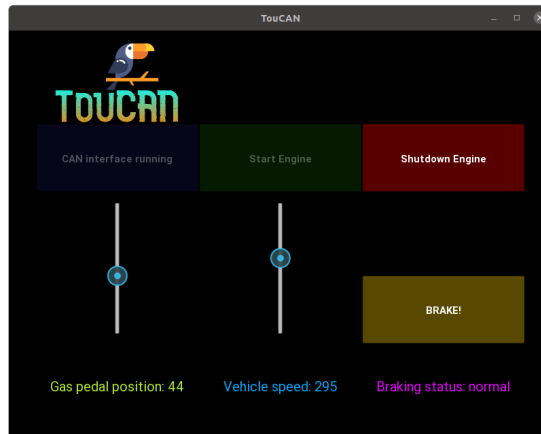 TouCAN
TOUCAN
CAN interface running
Start Engine
Shutdown Engine
BRAKE!
Gas pedal position: 44
Vehicle speed: 295
Braking status: normal